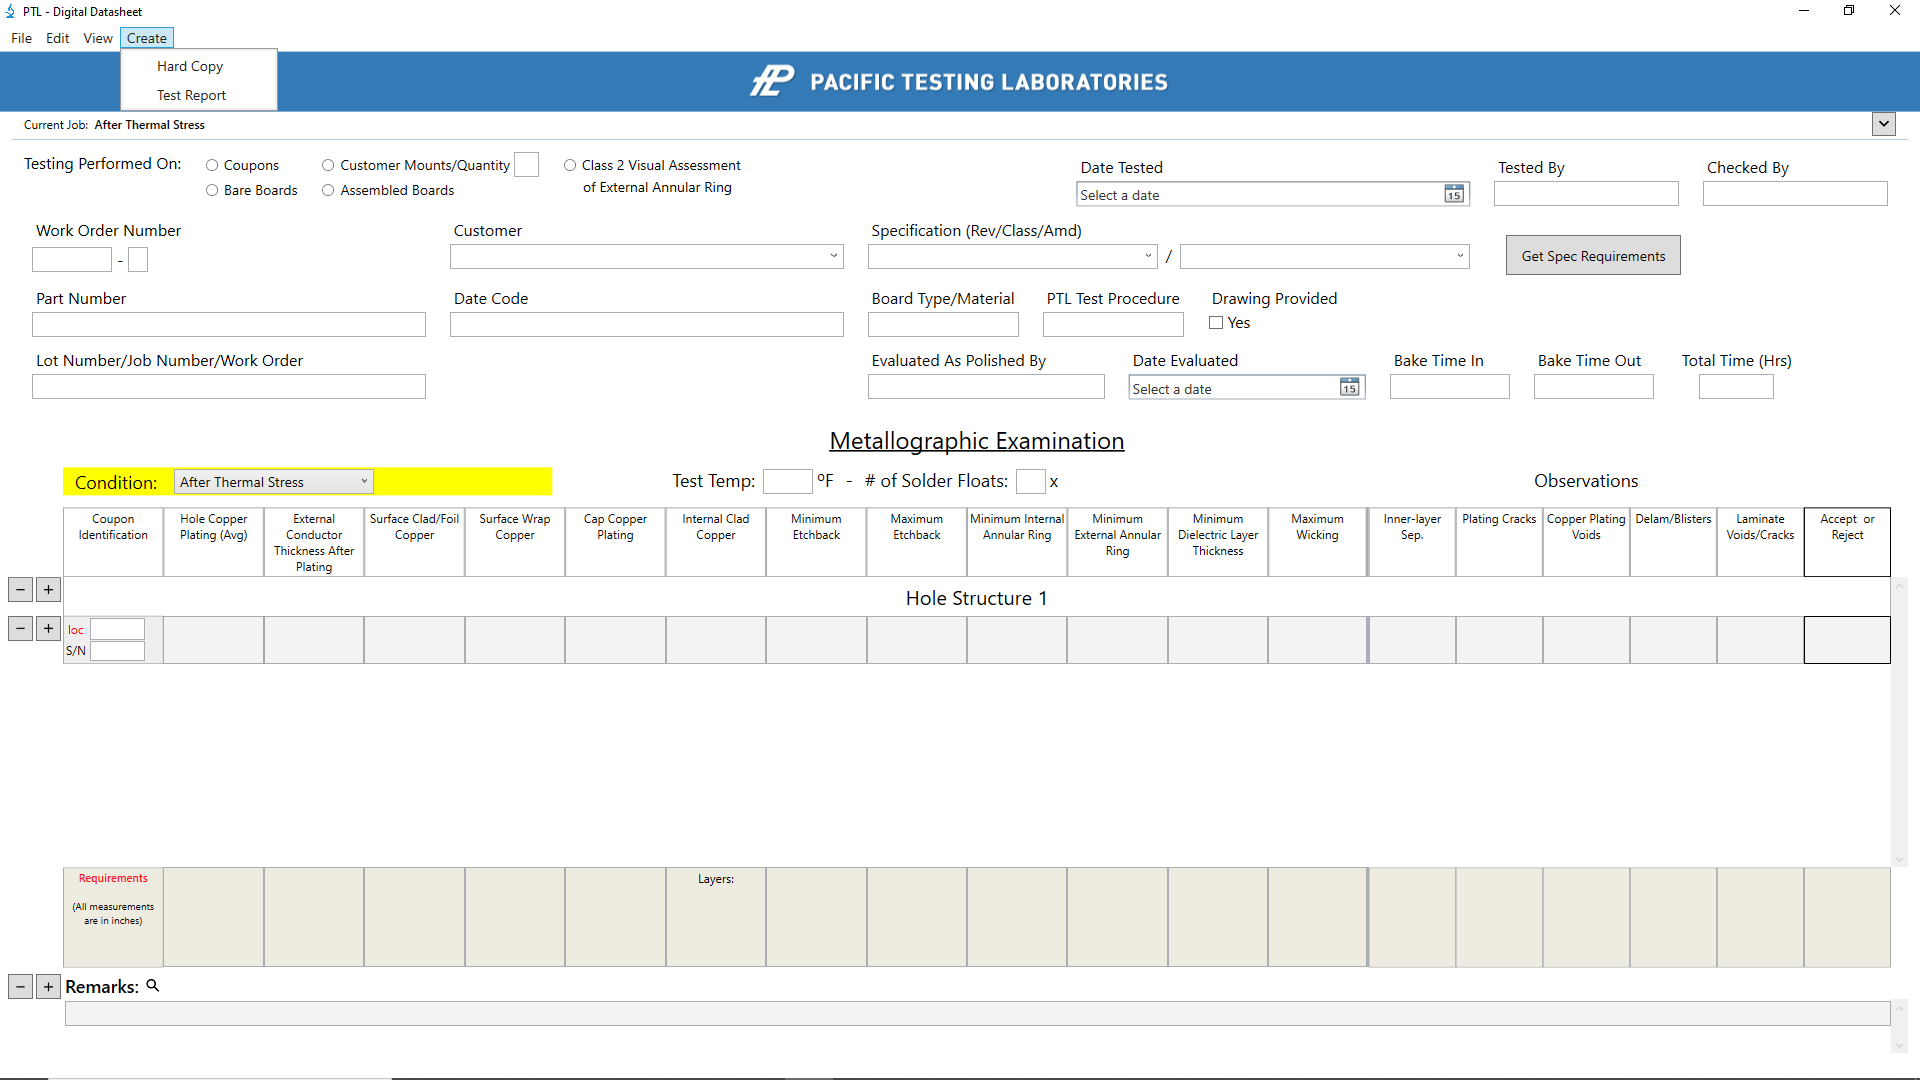 PTL - Digital Datasheet
File Edit View Create
Hard Copy
Test Report
PACIFIC TESTING LABORATORIES
Current Job: After Thermal Stress
Testing Performed On:
Coupons
Customer Mounts/Quantity
Class 2 Visual Assessment
of External Annular Ring
Bare Boards
Assembled Boards
Date Tested
Select a date
15
Tested By
Checked By
Work Order Number
-
Customer
Specification (Rev/Class/Amd)
/
Get Spec Requirements
Part Number
Date Code
Board Type/Material
PTL Test Procedure
Drawing Provided
Yes
Lot Number/Job Number/Work Order
Evaluated As Polished By
Date Evaluated
Select a date
15
Bake Time In
Bake Time Out
Total Time (Hrs)
Metallographic Examination
Condition: After Thermal Stress
Test Temp: ºF - # of Solder Floats: x
Observations
Coupon
Identification
Hole Copper
Plating (Avg)
External
Conductor
Thickness After
Plating
Surface Clad/Foil
Copper
Surface Wrap
Copper
Cap Copper
Plating
Internal Clad
Copper
Minimum
Etchback
Maximum
Etchback
Minimum Internal
Annular Ring
Minimum
External Annular
Ring
Minimum
Dielectric Layer
Thickness
Maximum
Wicking
Inner-layer
Sep.
Plating Cracks
Copper Plating
Voids
Delam/Blisters
Laminate
Voids/Cracks
Accept or
Reject
- +
Hole Structure 1
- +
loc
S/N
Requirements
(All measurements
are in inches)
Layers:
- + Remarks: